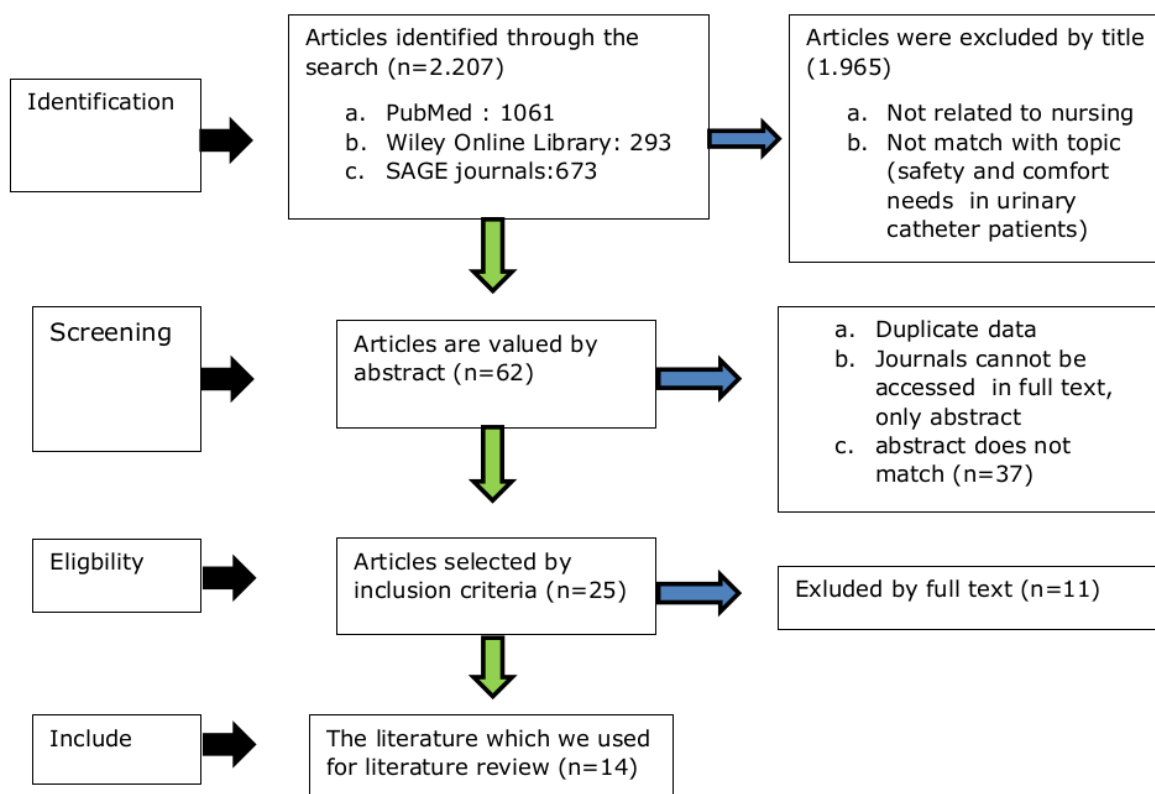 Identification
Articles identified through the
search (n=2.207)
a. PubMed : 1061
b. Wiley Online Library: 293
c. SAGE journals:673
Articles were excluded by title
(1.965)
a. Not related to nursing
b. Not match with topic
(safety and comfort
needs in urinary
catheter patients)
Screening
Articles are valued by
abstract (n=62)
a. Duplicate data
b. Journals cannot be
accessed in full text,
only abstract
c. abstract does not
match (n=37)
Eligbility
Articles selected by
inclusion criteria (n=25)
Exluded by full text (n=11)
Include
The literature which we used
for literature review (n=14)